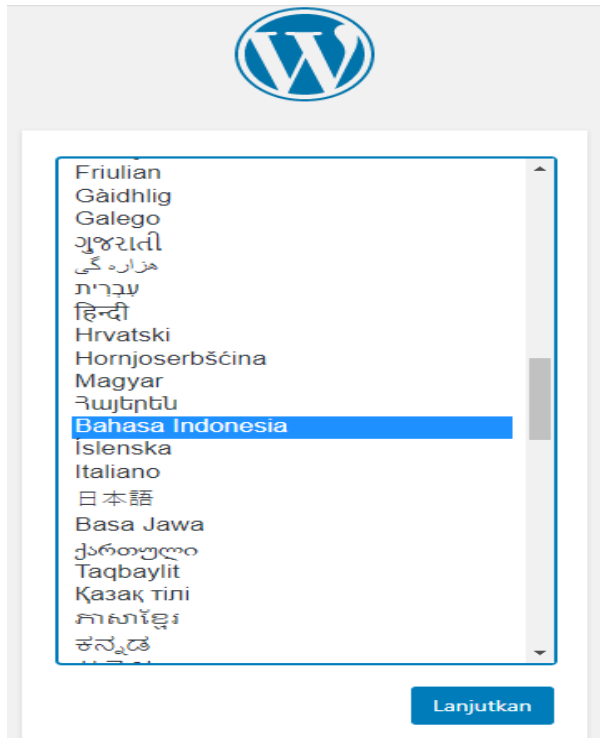 Friulian
Gàidhlig
Galego
ગુજરાતી
هزاره گی
עִבְרִית
हिन्दी
Hrvatski
Hornjoserbšćina
Magyar
Հայերեն
Bahasa Indonesia
Íslenska
Italiano
日本語
Basa Jawa
ქართული
Taqbaylit
Қазақ тілі
ភាសាខ្មែរ
ಕನ್ನಡ
Lanjutkan